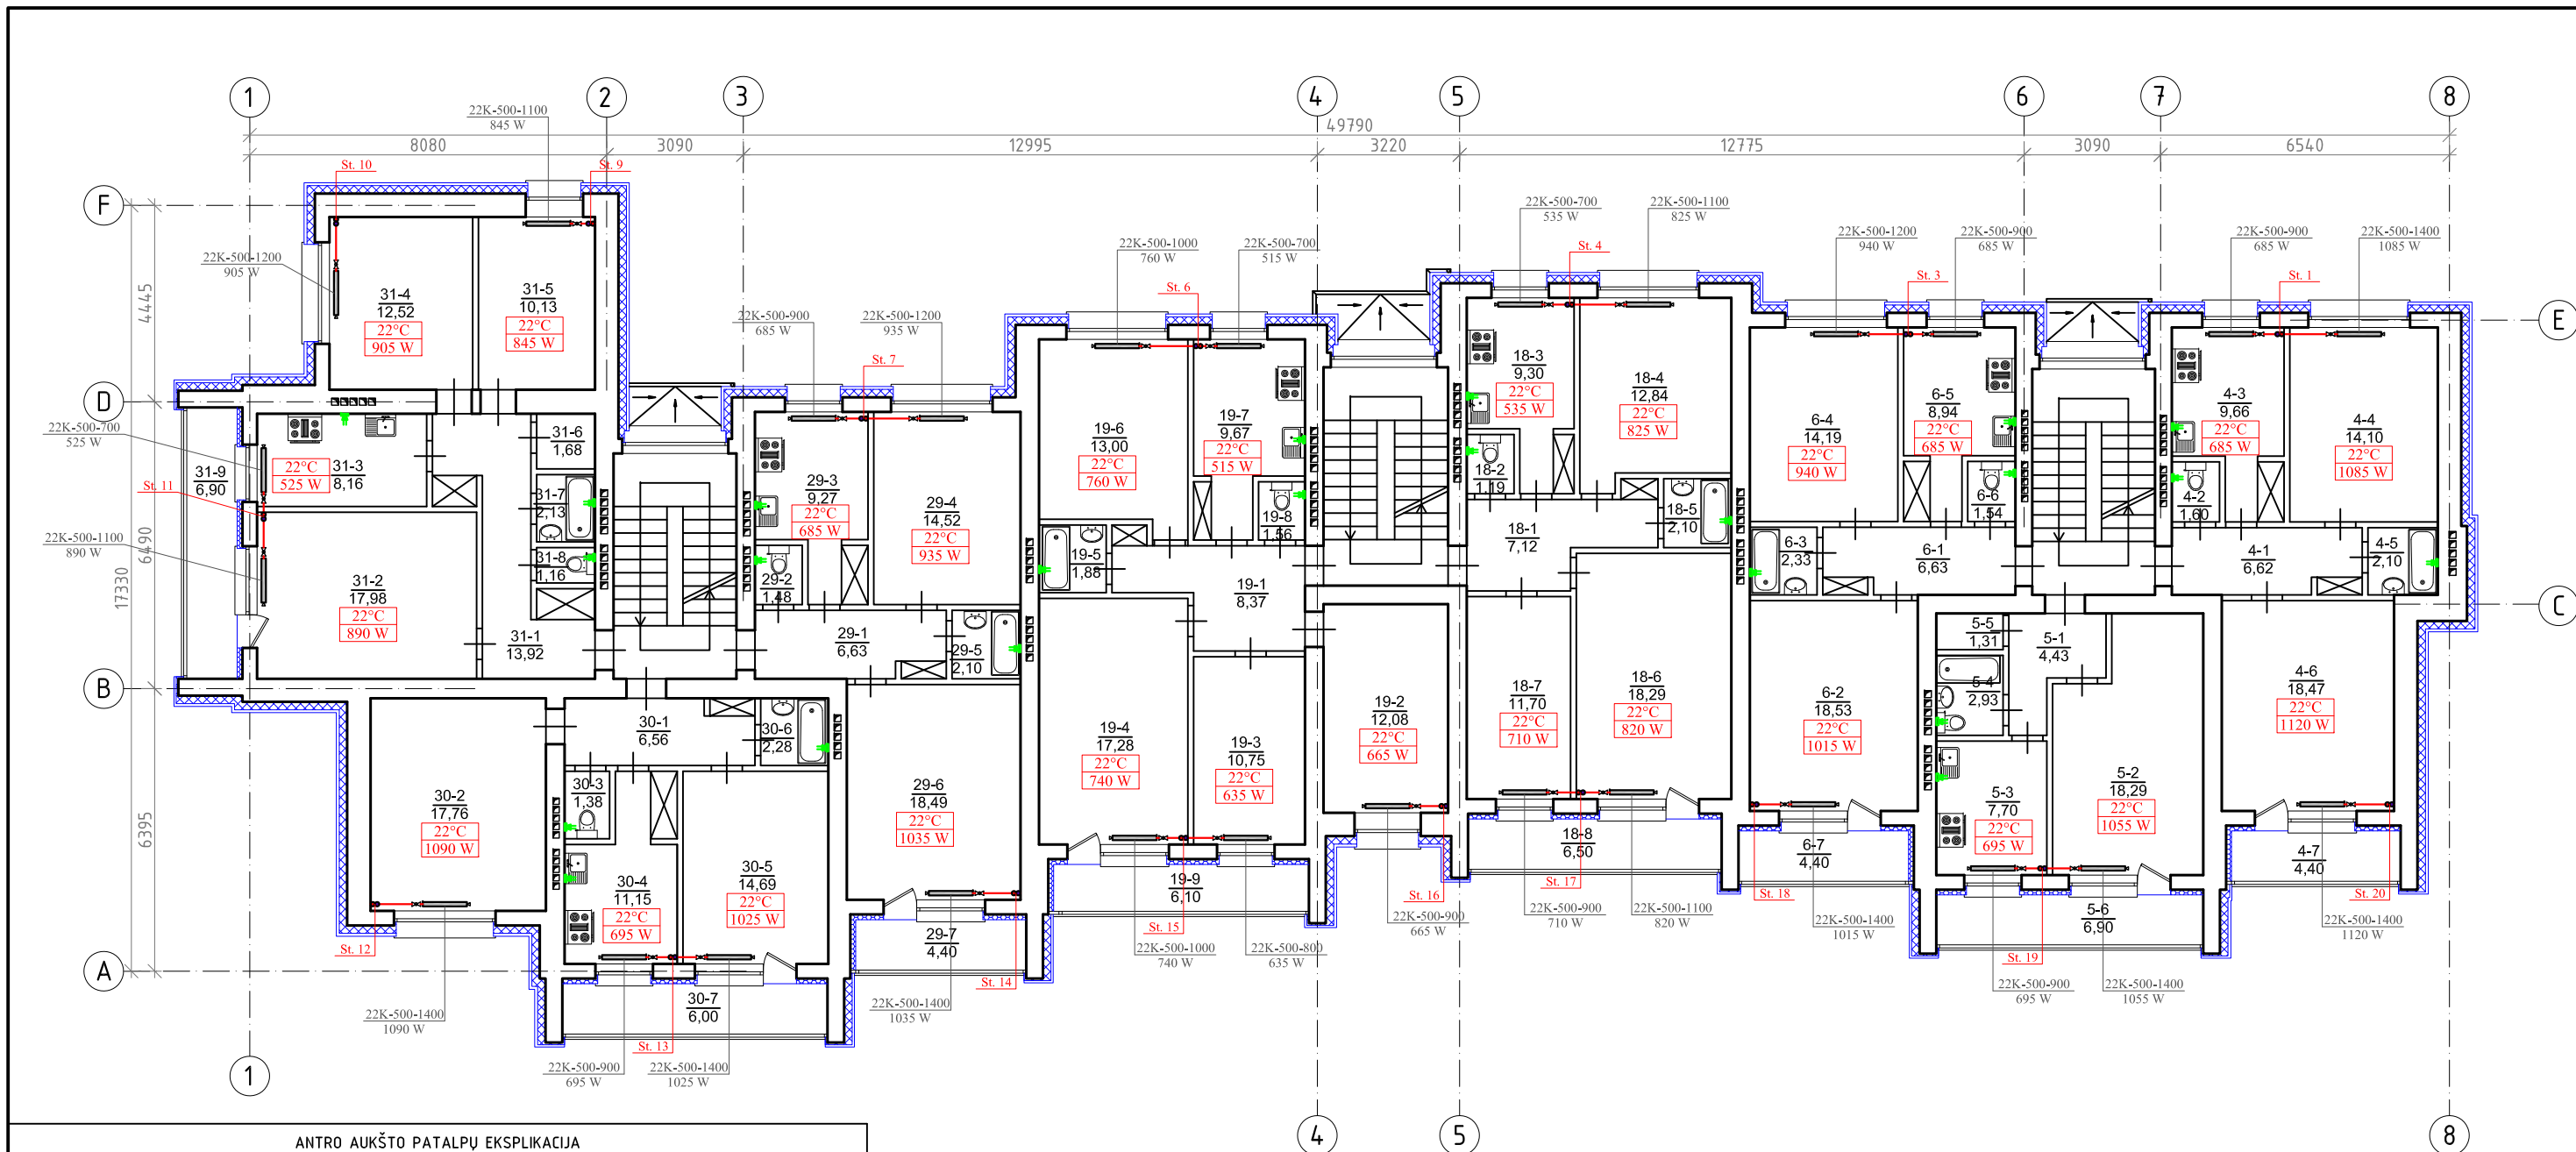 1
2
3
4
5
6
7
8
49790
8080
3090
12995
3220
12775
3090
6540
F
D
B
A
E
C
4445
6490
17330
6395
22K-500-1100
845 W
St. 10
St. 9
22K-500-1200
905 W
31-4
12,52
22°C
905 W
31-5
10,13
22°C
845 W
22K-500-700
525 W
St. 11
22K-500-1100
890 W
31-9
6,90
22°C
525 W
31-3
8,16
31-6
1,68
31-7
2,13
31-8
1,16
31-2
17,98
22°C
890 W
31-1
13,92
22K-500-900
685 W
22K-500-1200
935 W
St. 7
29-3
9,27
22°C
685 W
29-4
14,52
22°C
935 W
29-2
1,48
29-1
6,63
29-5
2,10
29-6
18,49
22°C
1035 W
29-7
4,40
St. 14
22K-500-1400
1035 W
30-1
6,56
30-6
2,28
30-2
17,76
22°C
1090 W
30-3
1,38
30-4
11,15
22°C
695 W
30-5
14,69
22°C
1025 W
St. 12
22K-500-1400
1090 W
30-7
6,00
St. 13
22K-500-900
695 W
22K-500-1400
1025 W
22K-500-1000
760 W
22K-500-700
515 W
St. 6
19-6
13,00
22°C
760 W
19-7
9,67
22°C
515 W
19-8
1,56
19-5
1,88
19-1
8,37
19-4
17,28
22°C
740 W
19-3
10,75
22°C
635 W
19-2
12,08
22°C
665 W
19-9
6,10
St. 15
22K-500-1000
740 W
22K-500-800
635 W
St. 16
22K-500-900
665 W
22K-500-700
535 W
22K-500-1100
825 W
St. 4
18-3
9,30
22°C
535 W
18-4
12,84
22°C
825 W
18-2
1,19
18-1
7,12
18-5
2,10
18-7
11,70
22°C
710 W
18-6
18,29
22°C
820 W
18-8
6,50
St. 17
22K-500-900
710 W
22K-500-1100
820 W
22K-500-1200
940 W
22K-500-900
685 W
St. 3
6-4
14,19
22°C
940 W
6-5
8,94
22°C
685 W
6-6
1,54
6-3
2,33
6-1
6,63
6-2
18,53
22°C
1015 W
6-7
4,40
St. 18
22K-500-1400
1015 W
5-5
1,31
5-1
4,43
5-4
2,93
5-3
7,70
22°C
695 W
5-2
18,29
22°C
1055 W
5-6
6,90
St. 19
22K-500-900
695 W
22K-500-1400
1055 W
22K-500-900
685 W
22K-500-1400
1085 W
St. 1
4-3
9,66
22°C
685 W
4-4
14,10
22°C
1085 W
4-2
1,60
4-1
6,62
4-5
2,10
4-6
18,47
22°C
1120 W
4-7
4,40
St. 20
22K-500-1400
1120 W
1
4
5
8
ANTRO AUKŠTO PATALPŲ EKSPLIKACIJA